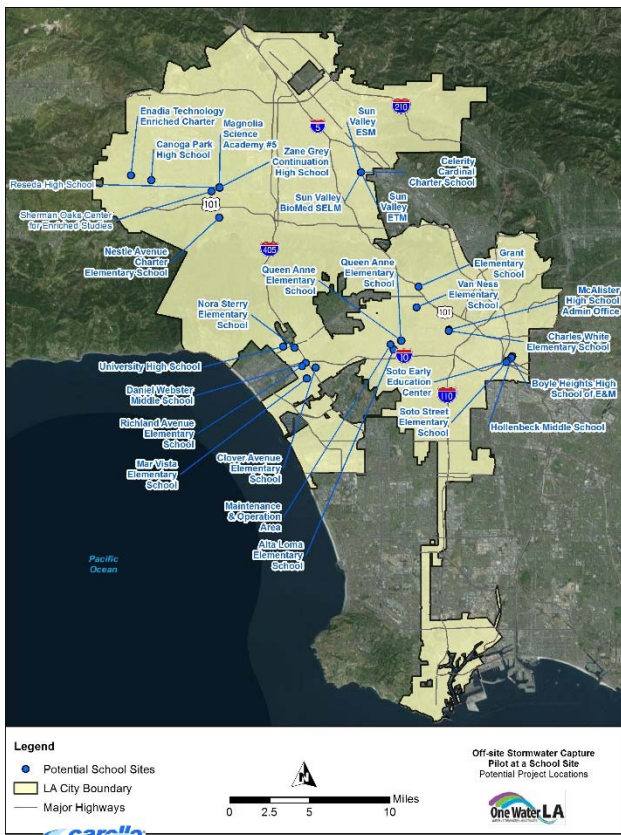 Enadia Technology
Enriched Charter
Canoga Park
High School
Magnolia
Science
Academy #5
Zane Grey
Continuation
High School
Sun
Valley
ESM
210
5
Celerity
Cardinal
Charter School
Reseda High School
Sherman Oaks Center
for Enriched Studies
101
Sun Valley
BioMed SELM
Sun
Valley
ETM
Nestle Avenue
Charter
Elementary School
405
Queen Anne
Elementary
School
Queen Anne
Elementary
School
Grant
Elementary
School
Van Ness
Elementary
School
McAlister
High School
Admin Office
101
Nora Sterry
Elementary
School
Charles White
Elementary School
University High School
10
Soto Early
Education
Center
Boyle Heights High
School of E&M
Daniel Webster
Middle School
110
Richland Avenue
Elementary
School
Soto Street
Elementary
School
Hollenbeck Middle School
Mar Vista
Elementary
School
Clover Avenue
Elementary
School
Maintenance
& Operation
Area
Alta Loma
Elementary
School
Pacific
Ocean
Legend
Potential School Sites
LA City Boundary
Major Highways
N
0 2.5 5 10 Miles
Off-site Stormwater Capture
Pilot at a School Site
Potential Project Locations
One Water LA
carollo